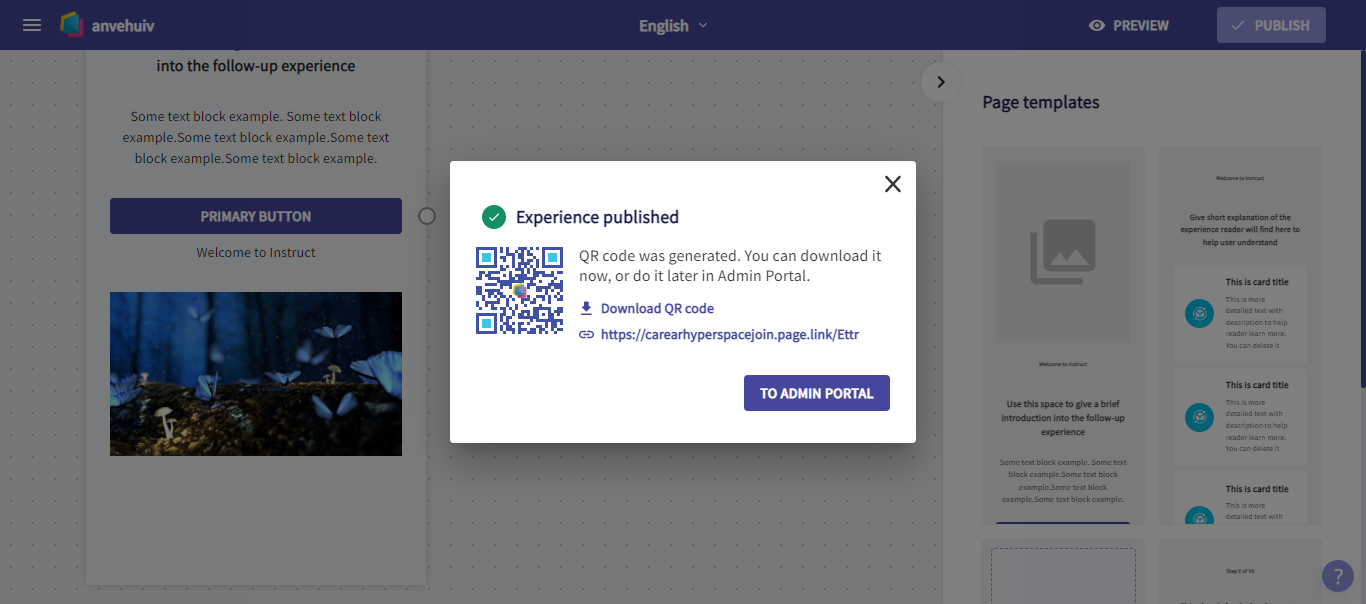 anvehuiv
English
PREVIEW
PUBLISH
into the follow-up experience
Some text block example. Some text block
example.Some text block example.Some text
block example.Some text block example.
PRIMARY BUTTON
Welcome to Instruct
Experience published
QR code was generated. You can download it
now, or do it later in Admin Portal.
Download QR code
https://carearhyperspacejoin.page.link/Ettr
TO ADMIN PORTAL
Page templates
Welcome to Instruct
Use this space to give a brief
introduction into the follow-up
experience
Some text block example. Some text
block example.Some text block
example.Some text block
example.Some text block example.
Welcome to Instruct
Give short explanation of the
experience reader will find here to
help user understand
This is card title
This is more
detailed text with
description to help
reader learn more.
You can delete it
This is card title
This is more
detailed text with
description to help
reader learn more.
You can delete it
This is card title
This is more
detailed text with
Step X of XX
?